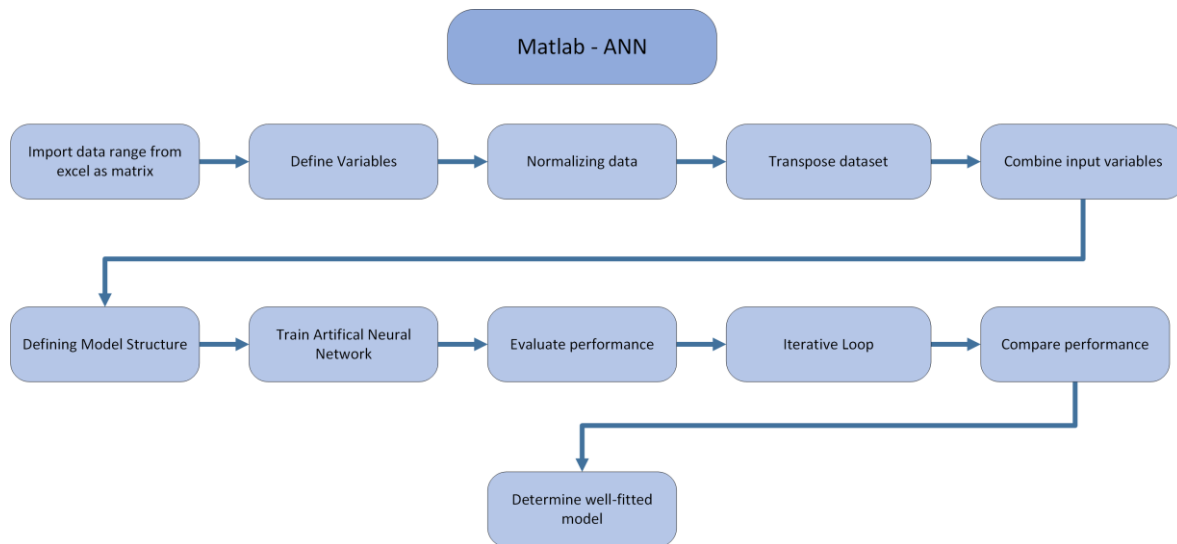 Matlab - ANN
Import data range from
excel as matrix
Define Variables
Normalizing data
Transpose dataset
Combine input variables
Defining Model Structure
Train Artifical Neural
Network
Evaluate performance
Iterative Loop
Compare performance
Determine well-fitted
model